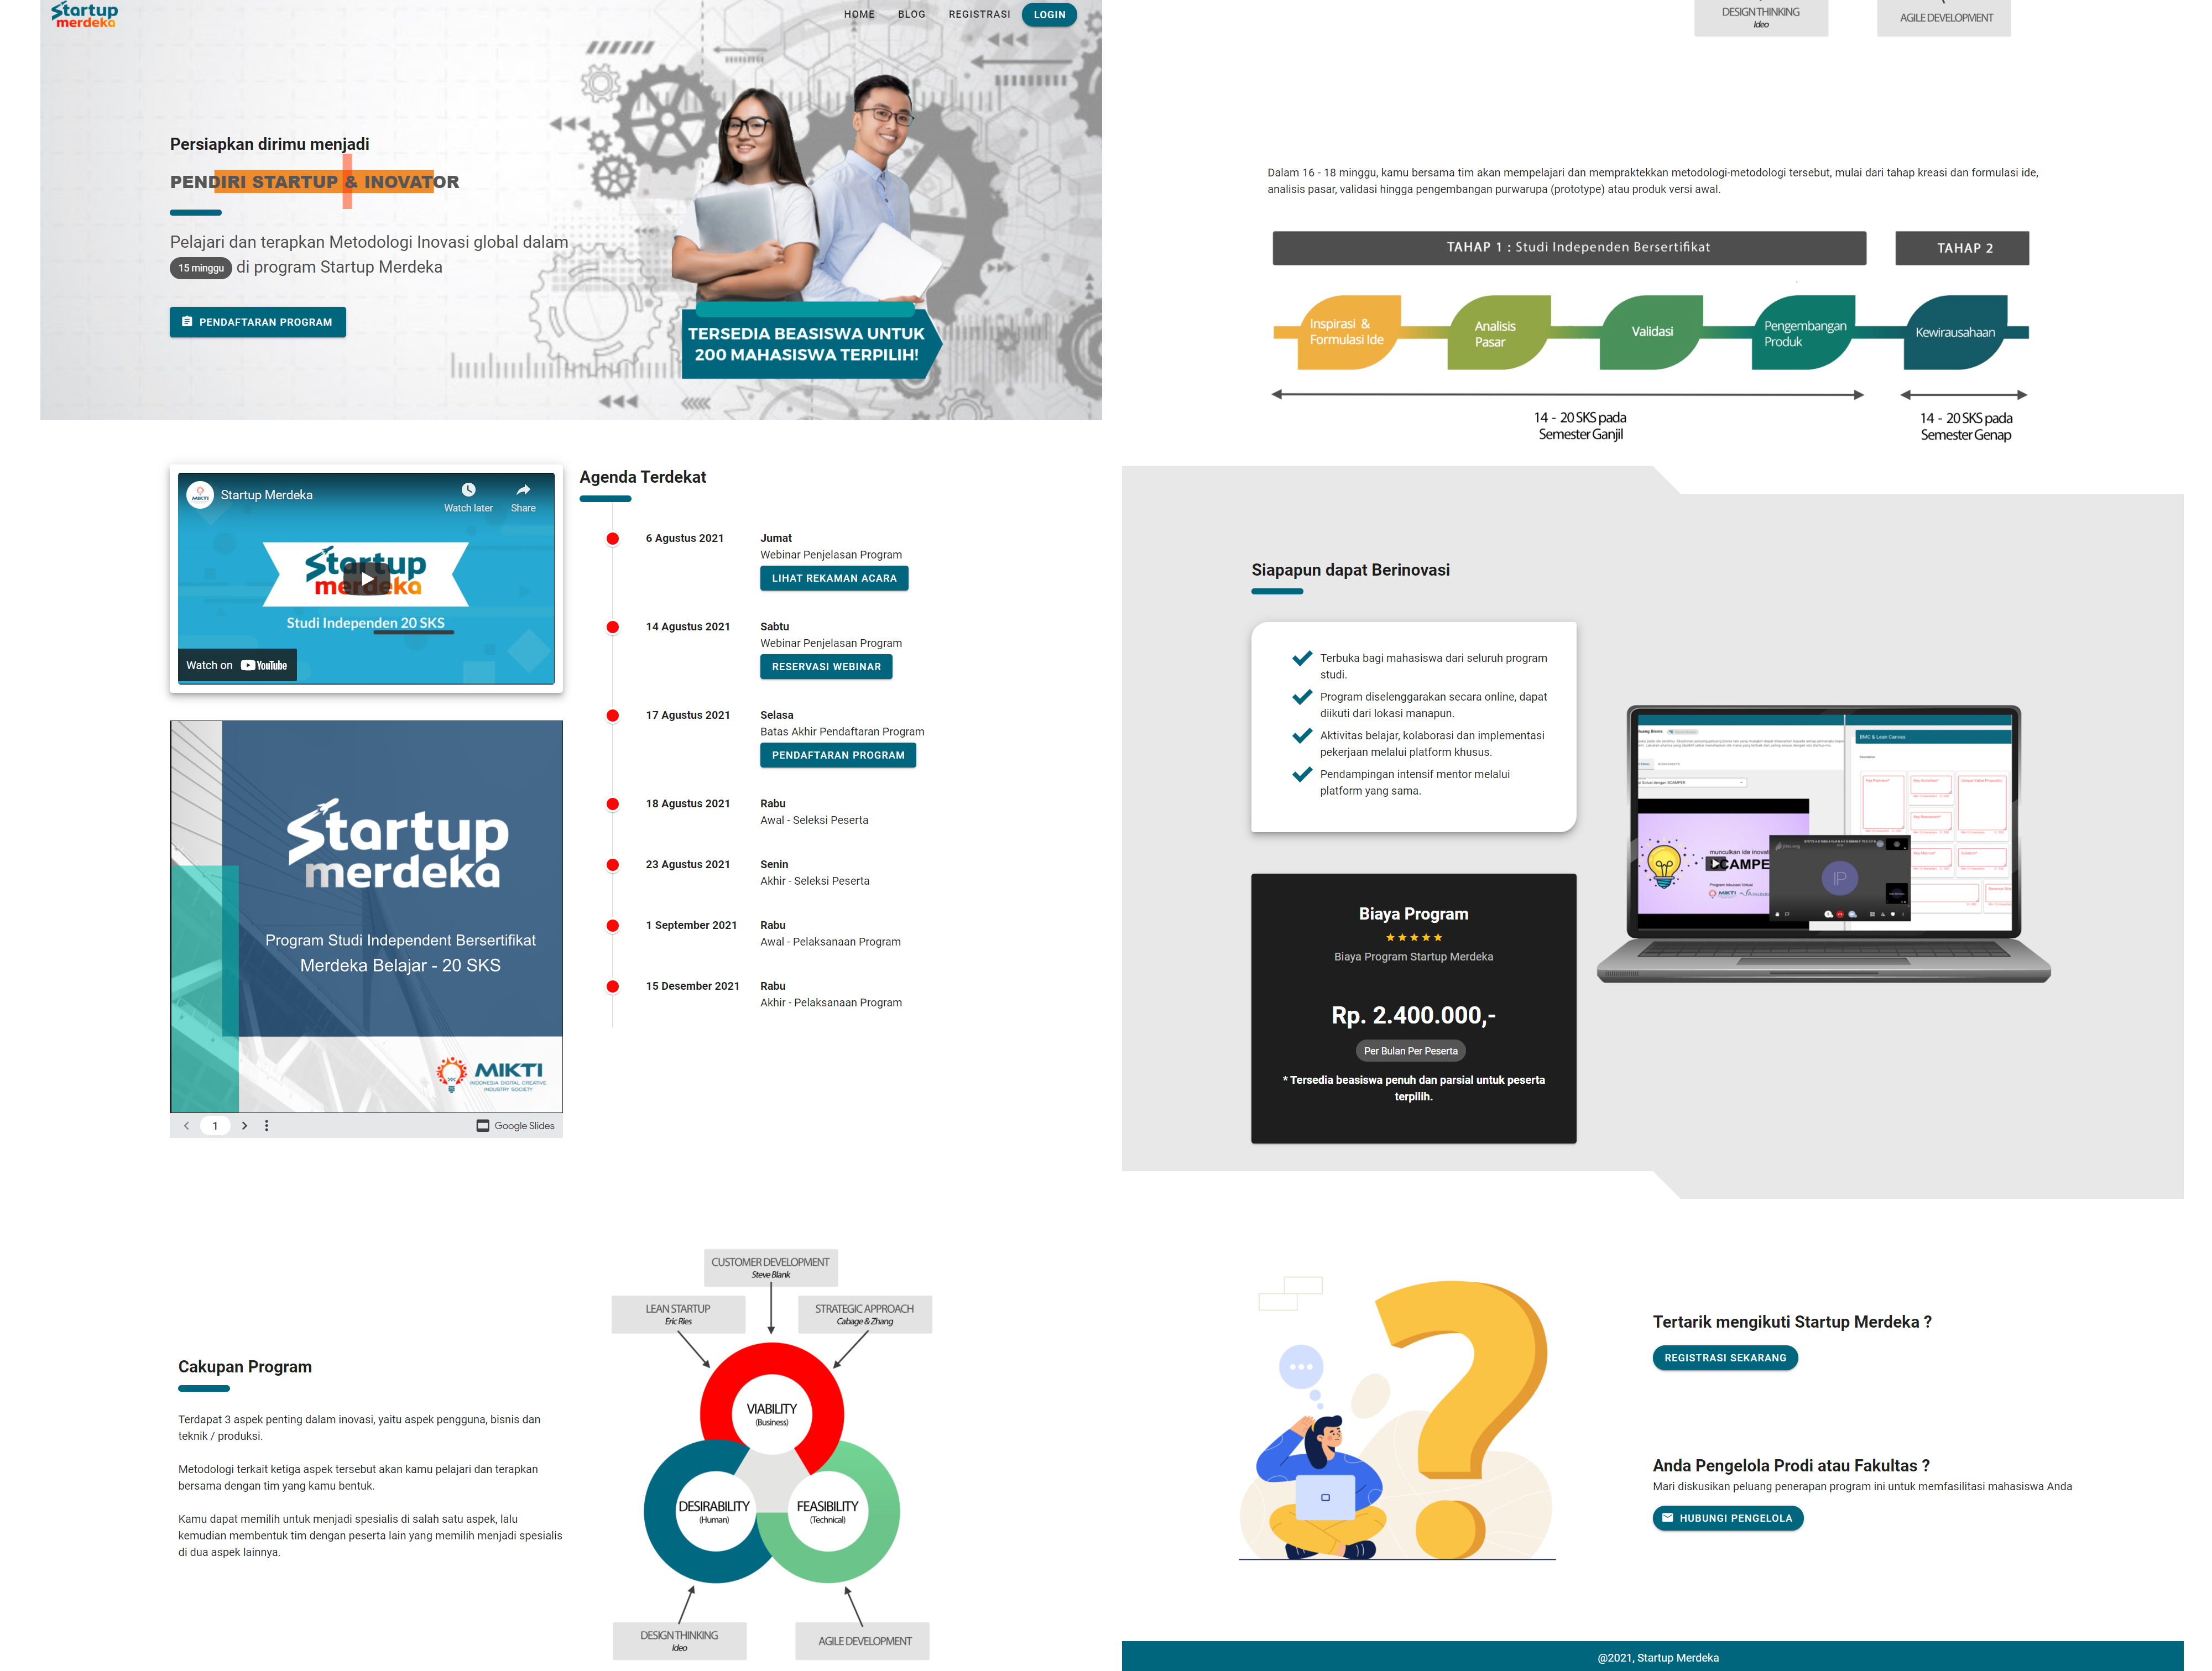 Startup
merdeka
HOME BLOG REGISTRASI LOGIN
Persiapkan dirimu menjadi
PENDIRI STARTUP & INOVATOR
Pelajari dan terapkan Metodologi Inovasi global dalam
15 minggu di program Startup Merdeka
PENDAFTARAN PROGRAM
TERSEDIA BEASISWA UNTUK
200 MAHASISWA TERPILIH!
MIKTI
Startup Merdeka
Watch later
Share
Startup
merdeka
Studi Independen 20 SKS
Watch on YouTube
Startup
merdeka
Program Studi Independent Bersertifikat
Merdeka Belajar - 20 SKS
MIKTI
INDONESIA DIGITAL CREATIVE
INDUSTRY SOCIETY
1
Google Slides
Agenda Terdekat
6 Agustus 2021
Jumat
Webinar Penjelasan Program
LIHAT REKAMAN ACARA
14 Agustus 2021
Sabtu
Webinar Penjelasan Program
RESERVASI WEBINAR
17 Agustus 2021
Selasa
Batas Akhir Pendaftaran Program
PENDAFTARAN PROGRAM
18 Agustus 2021
Rabu
Awal - Seleksi Peserta
23 Agustus 2021
Senin
Akhir - Seleksi Peserta
1 September 2021
Rabu
Awal - Pelaksanaan Program
15 Desember 2021
Rabu
Akhir - Pelaksanaan Program
Cakupan Program
Terdapat 3 aspek penting dalam inovasi, yaitu aspek pengguna, bisnis dan
teknik / produksi.
Metodologi terkait ketiga aspek tersebut akan kamu pelajari dan terapkan
bersama dengan tim yang kamu bentuk.
Kamu dapat memilih untuk menjadi spesialis di salah satu aspek, lalu
kemudian membentuk tim dengan peserta lain yang memilih menjadi spesialis
di dua aspek lainnya.
CUSTOMER DEVELOPMENT
Steve Blank
LEAN STARTUP
Eric Ries
STRATEGIC APPROACH
Cabage & Zhang
VIABILITY
(Business)
DESIRABILITY
(Human)
FEASIBILITY
(Technical)
DESIGN THINKING
Ideo
AGILE DEVELOPMENT
DESIGN THINKING
Ideo
AGILE DEVELOPMENT
Dalam 16 - 18 minggu, kamu bersama tim akan mempelajari dan mempraktekkan metodologi-metodologi tersebut, mulai dari tahap kreasi dan formulasi ide,
analisis pasar, validasi hingga pengembangan purwarupa (prototype) atau produk versi awal.
TAHAP 1 : Studi Independen Bersertifikat
TAHAP 2
Inspirasi &
Formulasi Ide
Analisis
Pasar
Validasi
Pengembangan
Produk
Kewirausahaan
14 - 20 SKS pada
Semester Ganjil
14 - 20 SKS pada
Semester Genap
Siapapun dapat Berinovasi
Terbuka bagi mahasiswa dari seluruh program
studi.
Program diselenggarakan secara online, dapat
diikuti dari lokasi manapun.
Aktivitas belajar, kolaborasi dan implementasi
pekerjaan melalui platform khusus.
Pendampingan intensif mentor melalui
platform yang sama.
BMC & Lean Canvas
munculkan ide inovat
CAMPE
Program Inkubasi Virtual
MIKTI
IP
Biaya Program
Biaya Program Startup Merdeka
Rp. 2.400.000,-
Per Bulan Per Peserta
* Tersedia beasiswa penuh dan parsial untuk peserta
terpilih.
Tertarik mengikuti Startup Merdeka ?
REGISTRASI SEKARANG
Anda Pengelola Prodi atau Fakultas ?
Mari diskusikan peluang penerapan program ini untuk memfasilitasi mahasiswa Anda
HUBUNGI PENGELOLA
@2021, Startup Merdeka